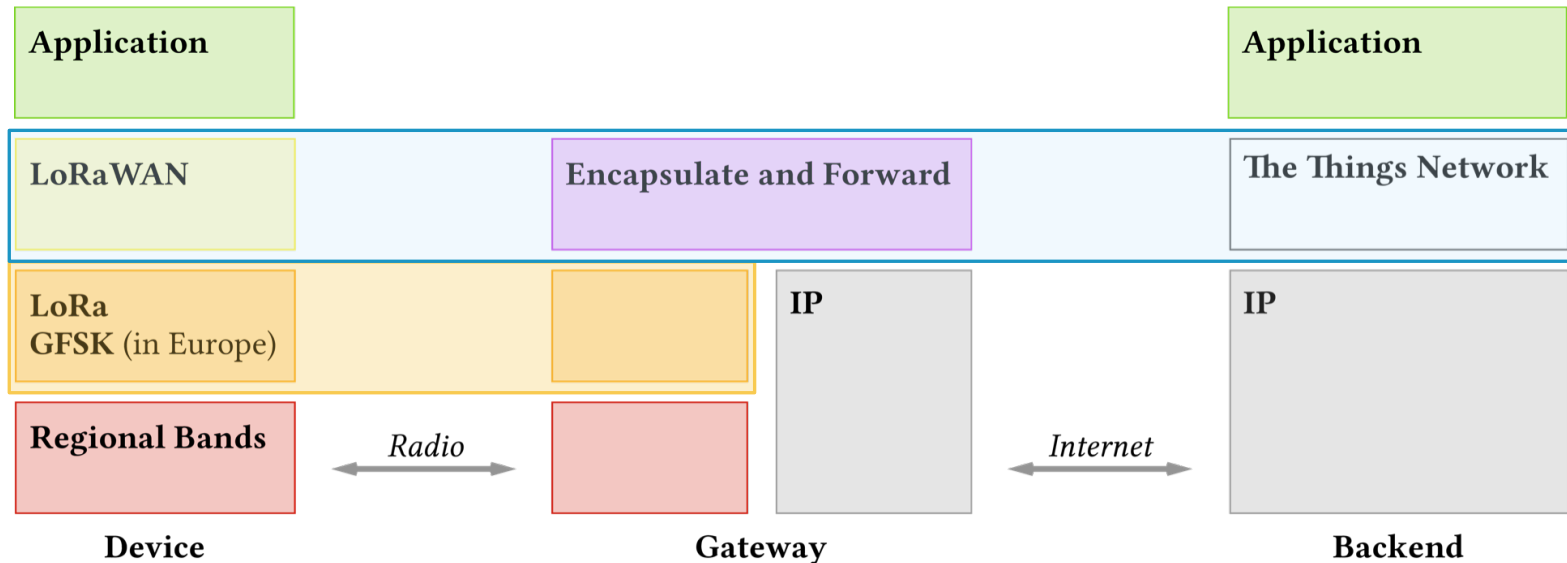 Application
Application
LoRaWAN
Encapsulate and Forward
The Things Network
LoRa
GFSK (in Europe)
IP
IP
Regional Bands
Radio
Internet
Device
Gateway
Backend